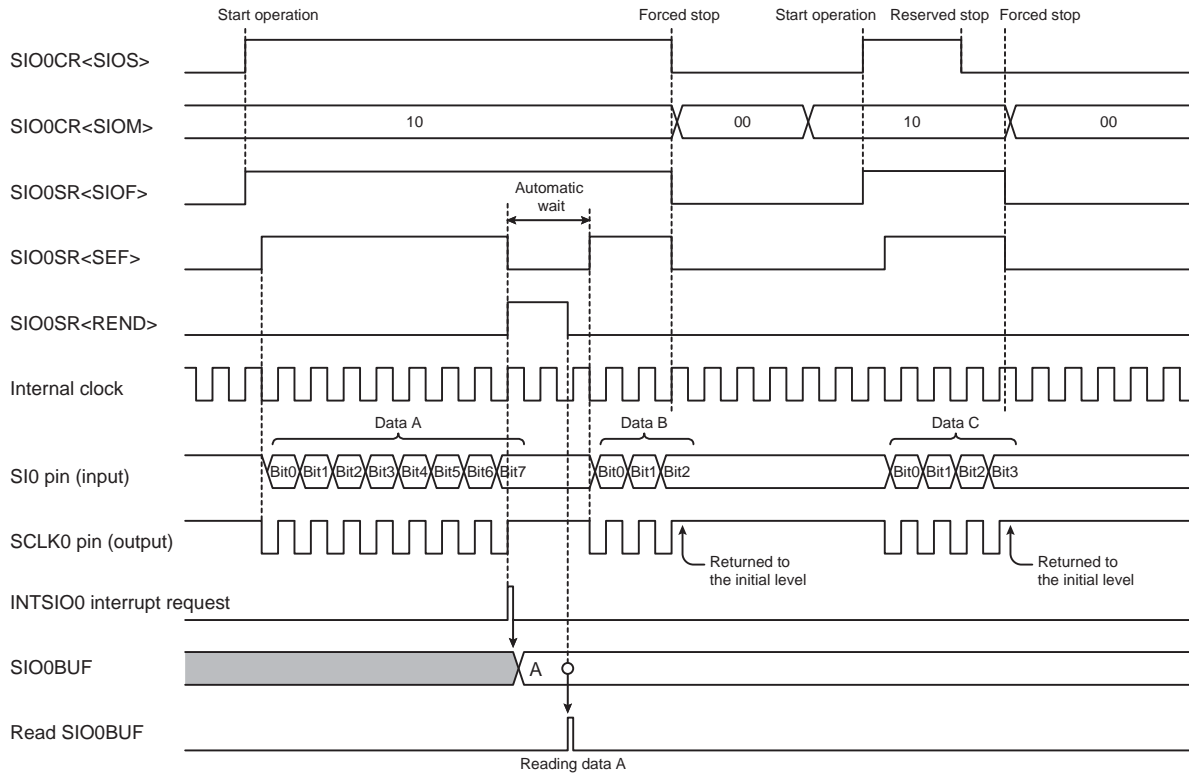 Start operation Forced stop Start operation Reserved stop Forced stop
SIO0CR<SIOS>
SIO0CR<SIOM> 10 00 10 00
SIO0SR<SIOF>
Automatic
wait
SIO0SR<SEF>
SIO0SR<REND>
Internal clock
Data A Data B Data C
SI0 pin (input) Bit0 Bit1 Bit2 Bit3 Bit4 Bit5 Bit6 Bit7 Bit0 Bit1 Bit2 Bit0 Bit1 Bit2 Bit3
SCLK0 pin (output)
Returned to
the initial level
Returned to
the initial level
INTSIO0 interrupt request
SIO0BUF A
Read SIO0BUF
Reading data A